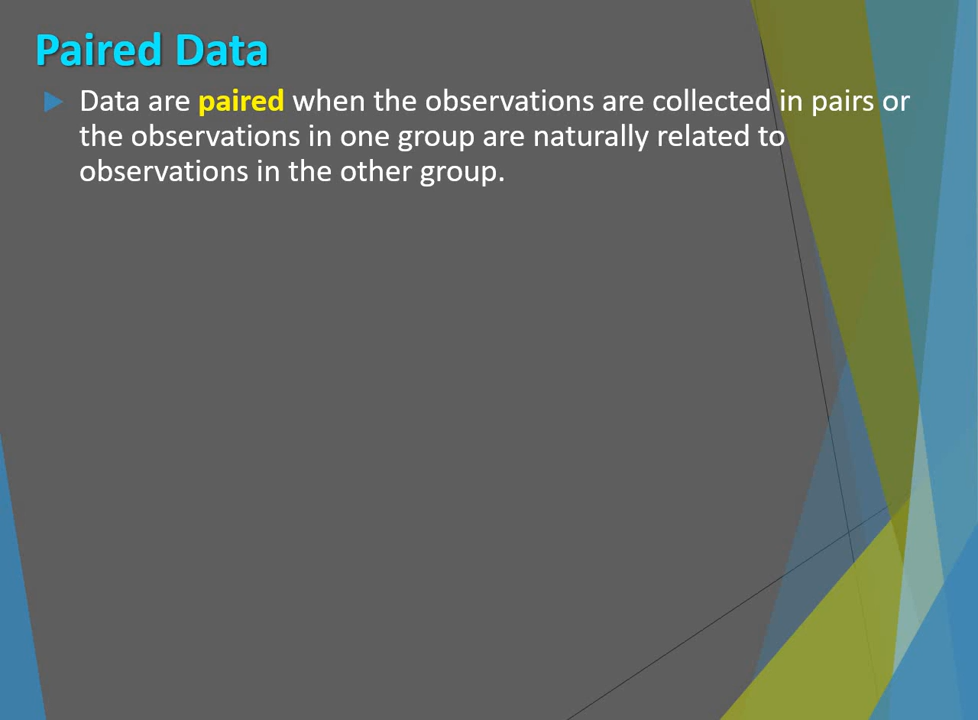 Paired Data
Data are paired when the observations are collected in pairs or
the observations in one group are naturally related to
observations in the other group.